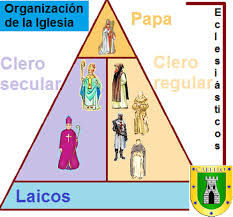 Organización
de la Iglesia
Papa
Clero
secular
Clero
regular
Eclesiásticos
Laicos